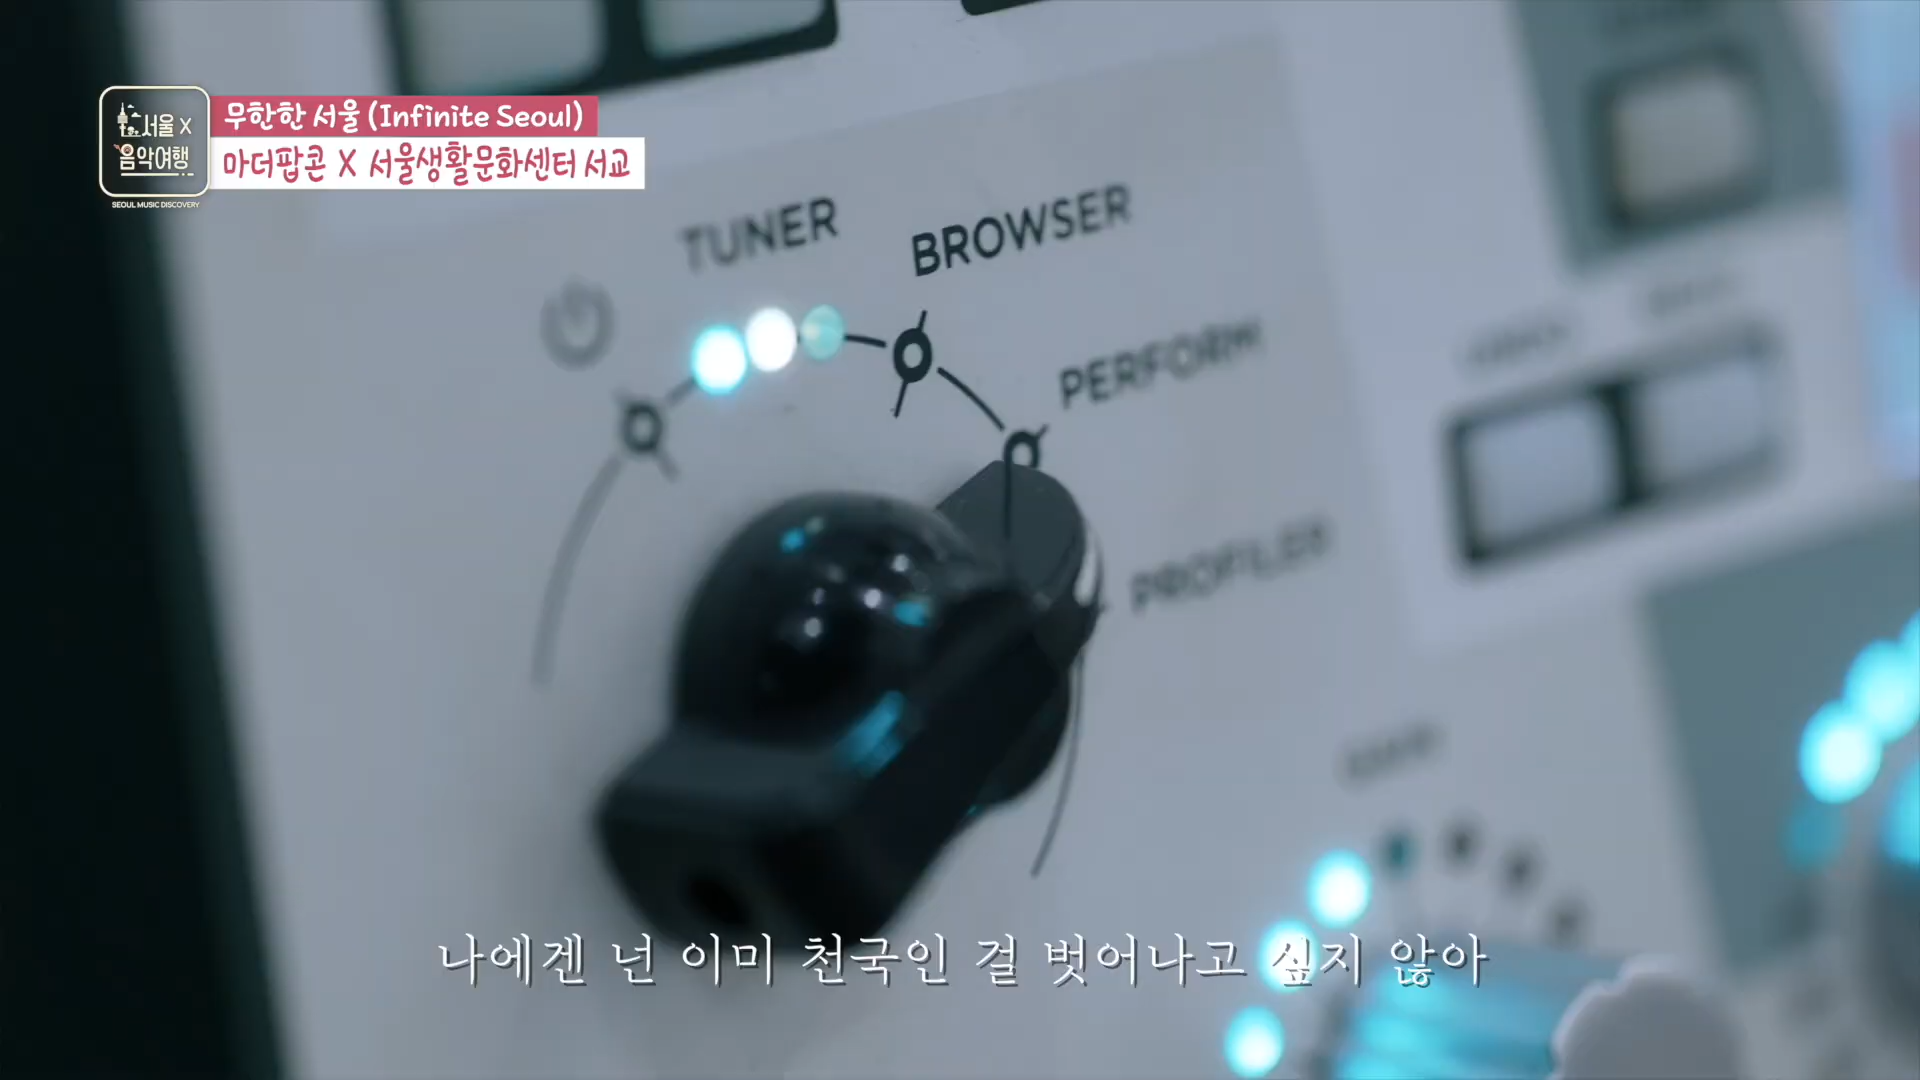 서울 X
음악여행
SEOUL MUSIC DISCOVERY
무한한 서울 (Infinite Seoul)
마더팝콘 X 서울생활문화센터 서교
TUNER
BROWSER
PERFORM
PROFILER
나에겐 넌 이미 천국인 걸 벗어나고 싶지 않아